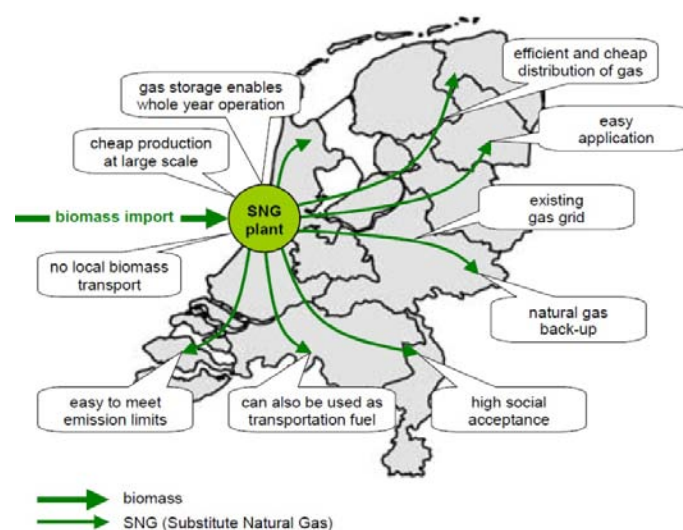 gas storage enables
whole year operation
efficient and cheap
distribution of gas
cheap production
at large scale
easy
application
biomass import
SNG
plant
existing
gas grid
no local biomass
transport
natural gas
back-up
easy to meet
emission limits
can also be used as
transportation fuel
high social
acceptance
biomass
SNG (Substitute Natural Gas)